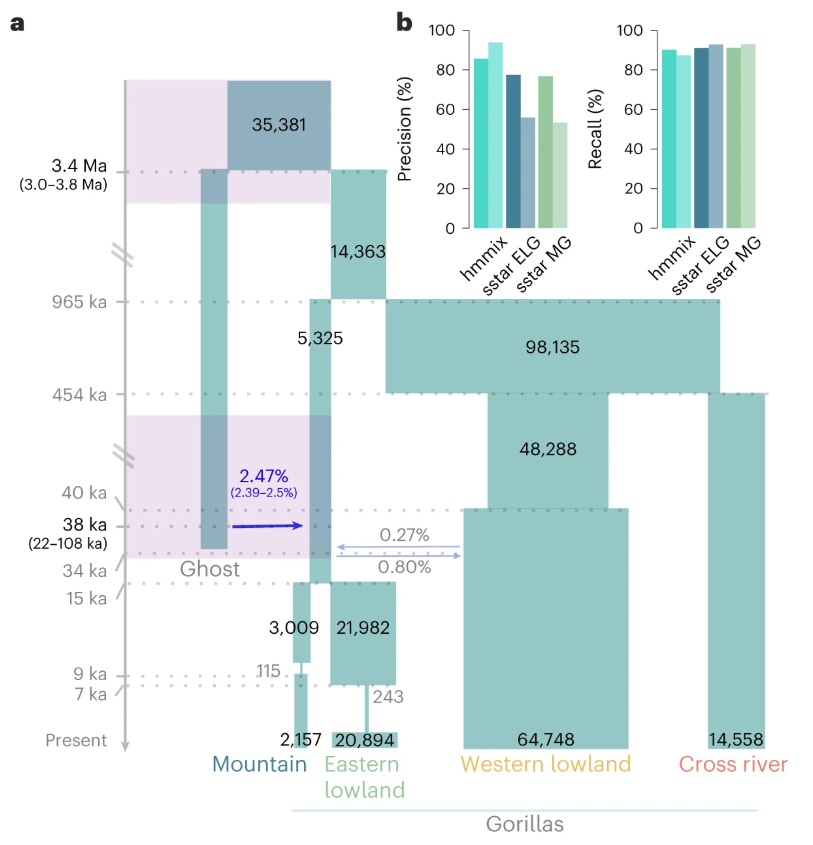 a
35,381
3.4 Ma
(3.0–3.8 Ma)
14,363
965 ka
5,325
98,135
454 ka
48,288
2.47%
(2.39–2.5%)
40 ka
38 ka
(22–108 ka)
0.27%
0.80%
34 ka
Ghost
15 ka
3,009
21,982
115
9 ka
7 ka
243
Present
2,157
20,894
64,748
14,558
Mountain
Eastern
lowland
Western lowland
Cross river
Gorillas
b
Precision (%)
100
80
60
40
20
0
hmmix
sstar ELG
sstar MG
Recall (%)
100
80
60
40
20
0
hmmix
sstar ELG
sstar MG